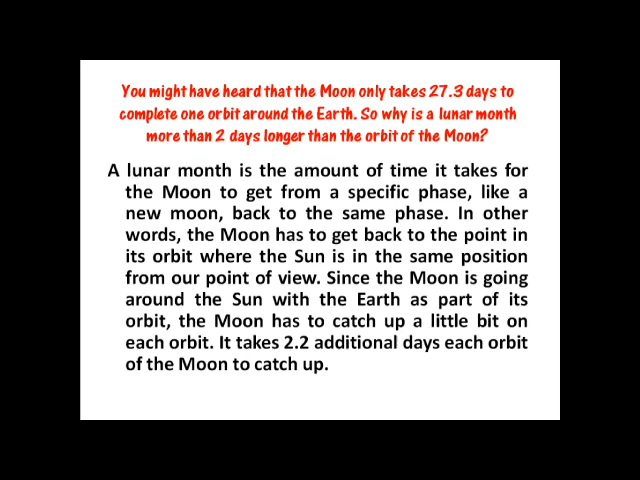 You might have heard that the Moon only takes 27.3 days to
complete one orbit around the Earth. So why is a lunar month
more than 2 days longer than the orbit of the Moon?
A lunar month is the amount of time it takes for
the Moon to get from a specific phase, like a
new moon, back to the same phase. In other
words, the Moon has to get back to the point in
its orbit where the Sun is in the same position
from our point of view. Since the Moon is going
around the Sun with the Earth as part of its
orbit, the Moon has to catch up a little bit on
each orbit. It takes 2.2 additional days each orbit
of the Moon to catch up.